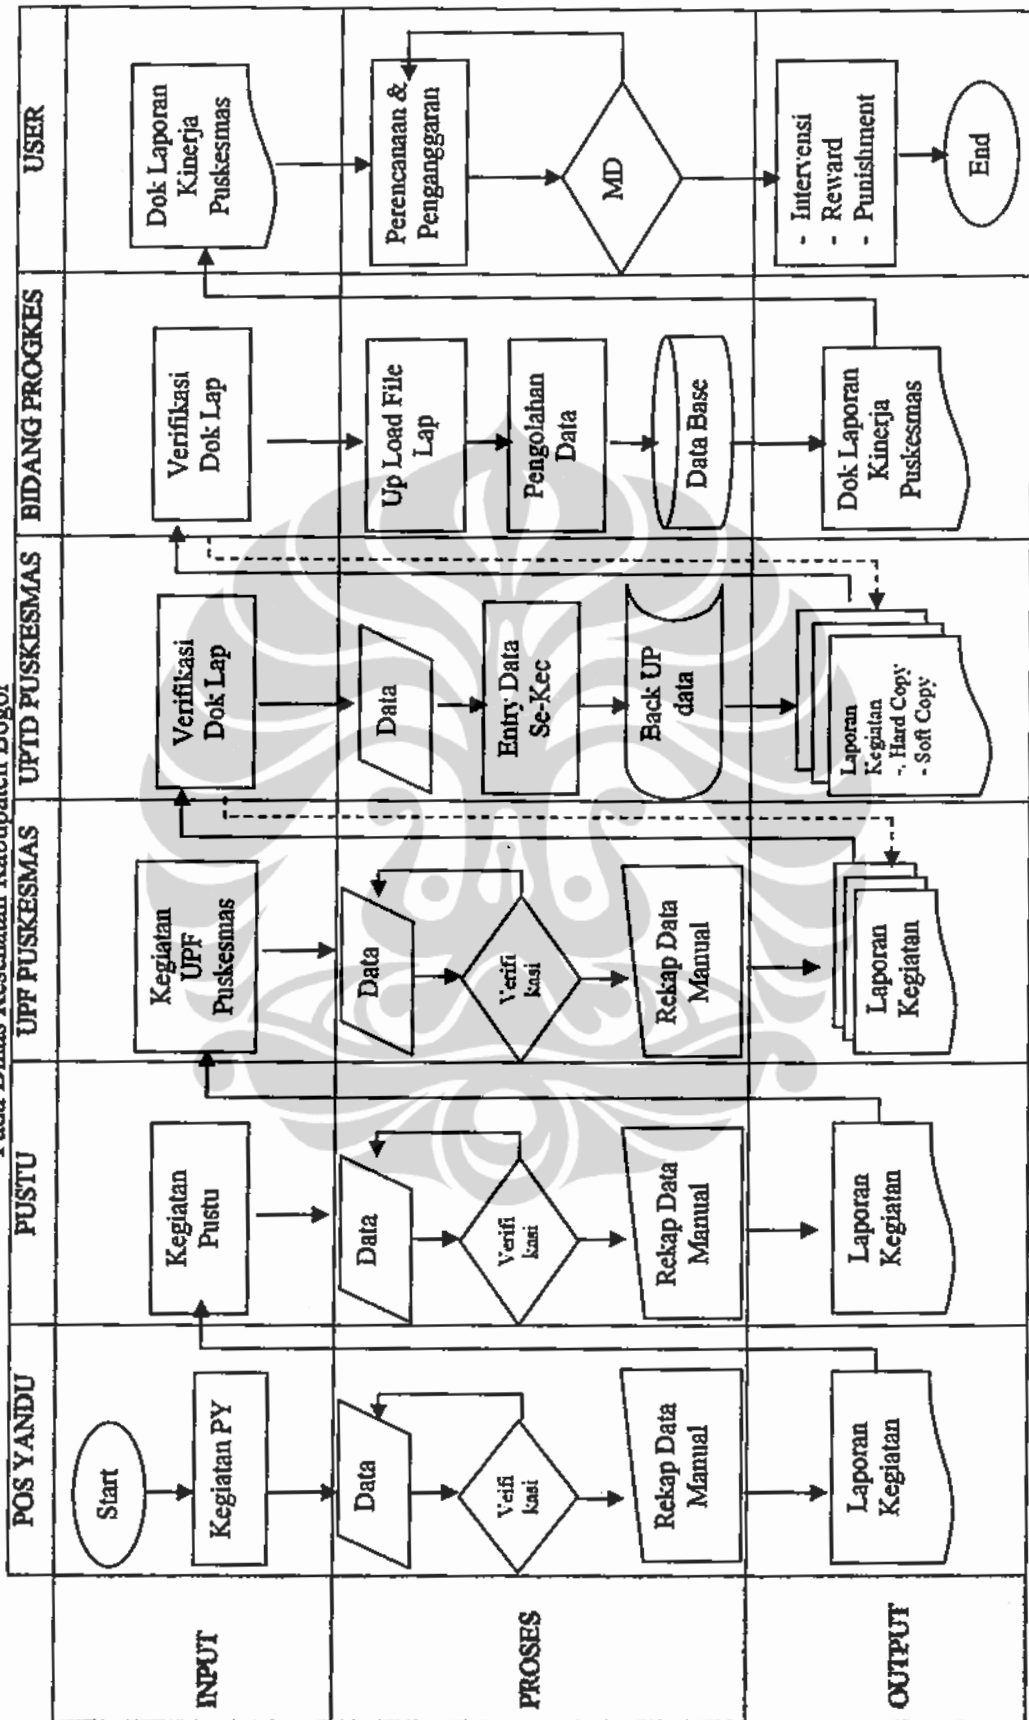 Pada Dinas Kesehatan Kabupaten Bogor
POS YANDU
PUSTU
UPF PUSKESMAS
UPTD PUSKESMAS
BIDANG PROGKES
USER
INPUT
Start
Kegiatan PY
Kegiatan
Pustu
Kegiatan
UPF
Puskesmas
Verifikasi
Dok Lap
Verifikasi
Dok Lap
Dok Laporan
Kinerja
Puskesmas
PROSES
Data
Verifi
kasi
Rekap Data
Manual
Data
Verifi
kasi
Rekap Data
Manual
Data
Verifi
kasi
Rekap Data
Manual
Data
Entry Data
Se-Kec
Back UP
data
Up Load File
Lap
Pengolahan
Data
Data Base
Perencanaan &
Penganggaran
MD
OUTPUT
Laporan
Kegiatan
Laporan
Kegiatan
Laporan
Kegiatan
Laporan
Kegiatan
-. Hard Copy
- Soft Copy
Dok Laporan
Kinerja
Puskesmas
- Intervensi
- Reward
- Punishment
End